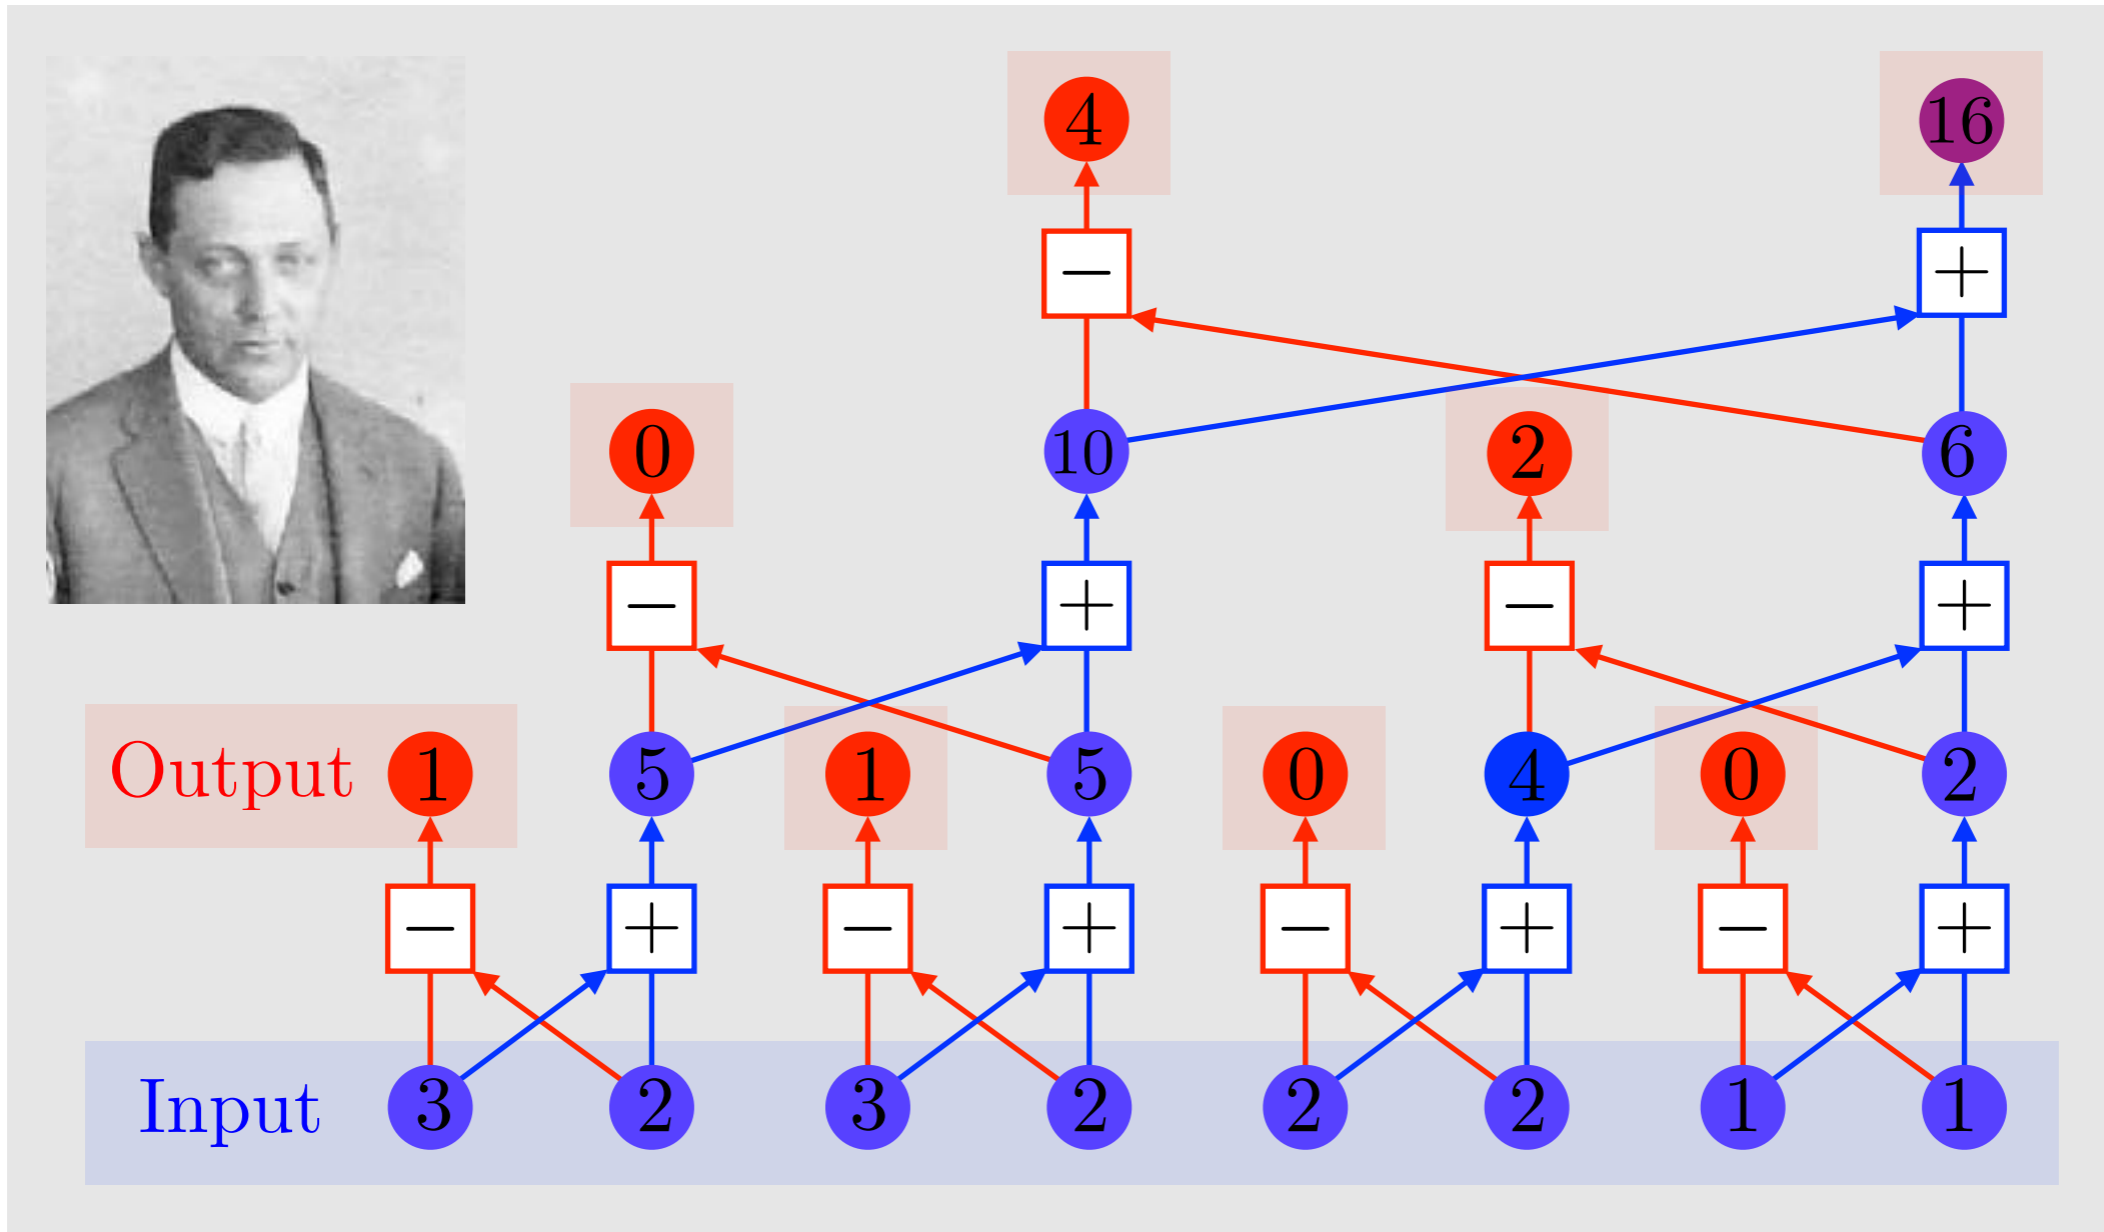 4 16
− +
0 10 2 6
− + − +
Output 1 5 1 5 0 4 0 2
− + − + − + − +
Input 3 2 3 2 2 2 1 1